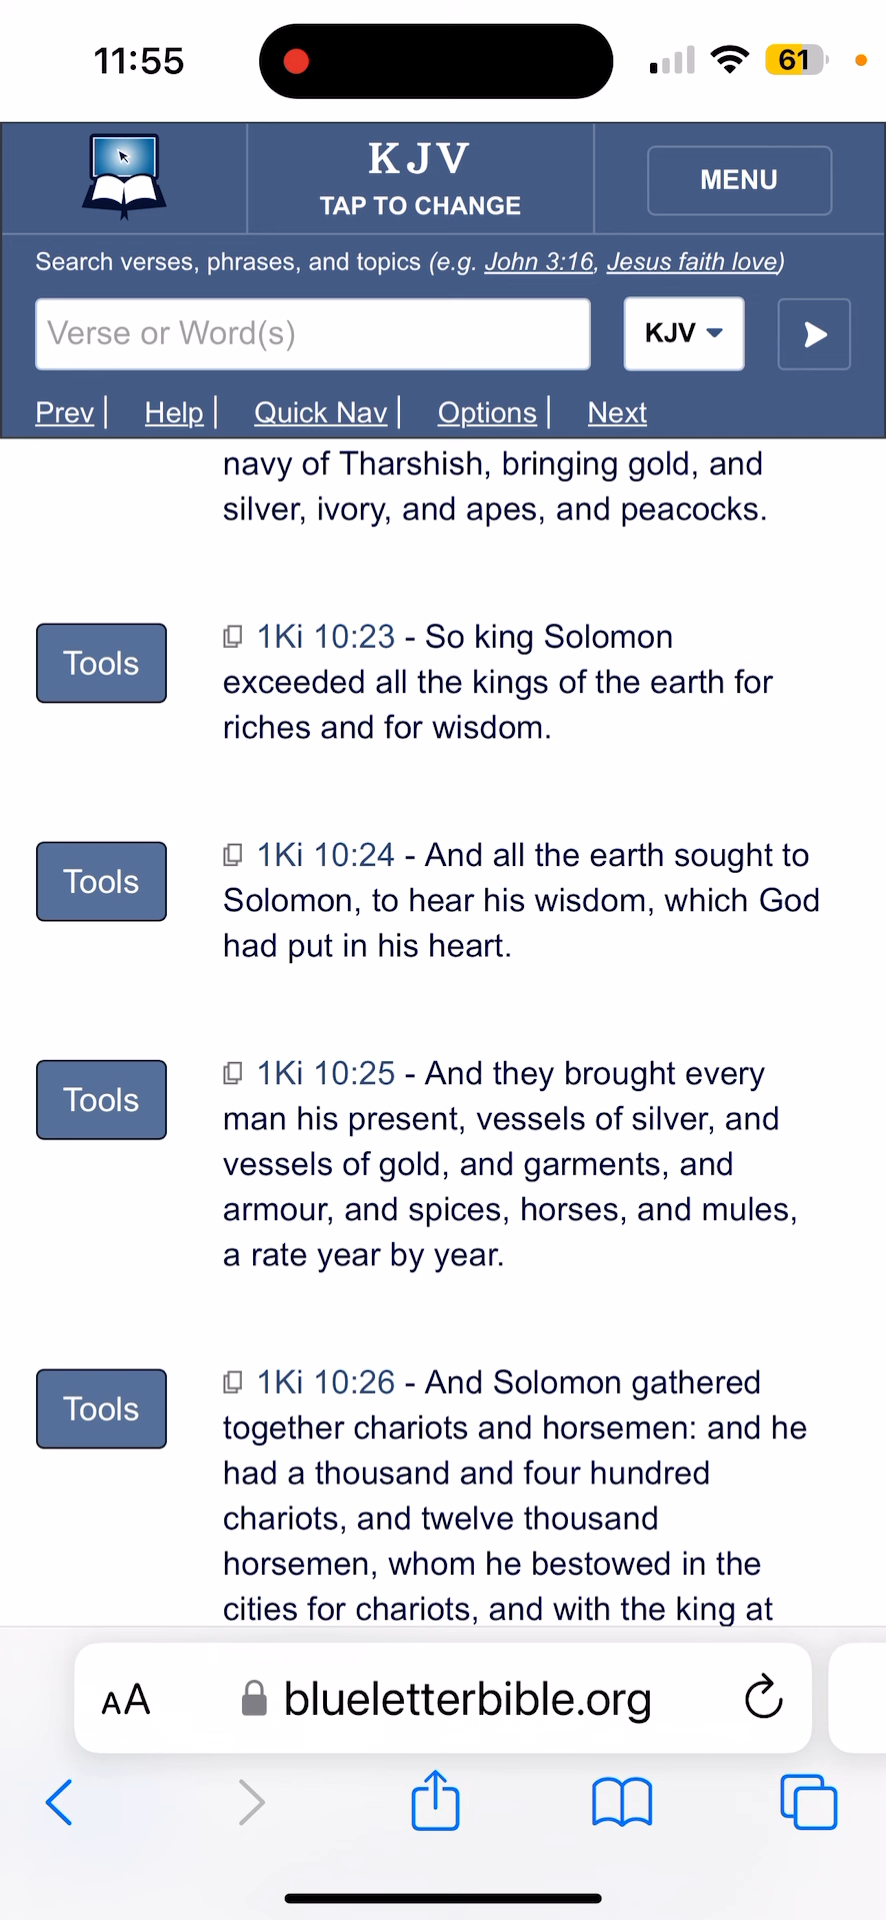 11:55
61
KJV
TAP TO CHANGE
MENU
Search verses, phrases, and topics (e.g. John 3:16, Jesus faith love)
Verse or Word(s)
KJV
Prev | Help | Quick Nav | Options | Next
navy of Tharshish, bringing gold, and
silver, ivory, and apes, and peacocks.
Tools
1Ki 10:23 - So king Solomon
exceeded all the kings of the earth for
riches and for wisdom.
Tools
1Ki 10:24 - And all the earth sought to
Solomon, to hear his wisdom, which God
had put in his heart.
Tools
1Ki 10:25 - And they brought every
man his present, vessels of silver, and
vessels of gold, and garments, and
armour, and spices, horses, and mules,
a rate year by year.
Tools
1Ki 10:26 - And Solomon gathered
together chariots and horsemen: and he
had a thousand and four hundred
chariots, and twelve thousand
horsemen, whom he bestowed in the
cities for chariots, and with the king at
AA
blueletterbible.org